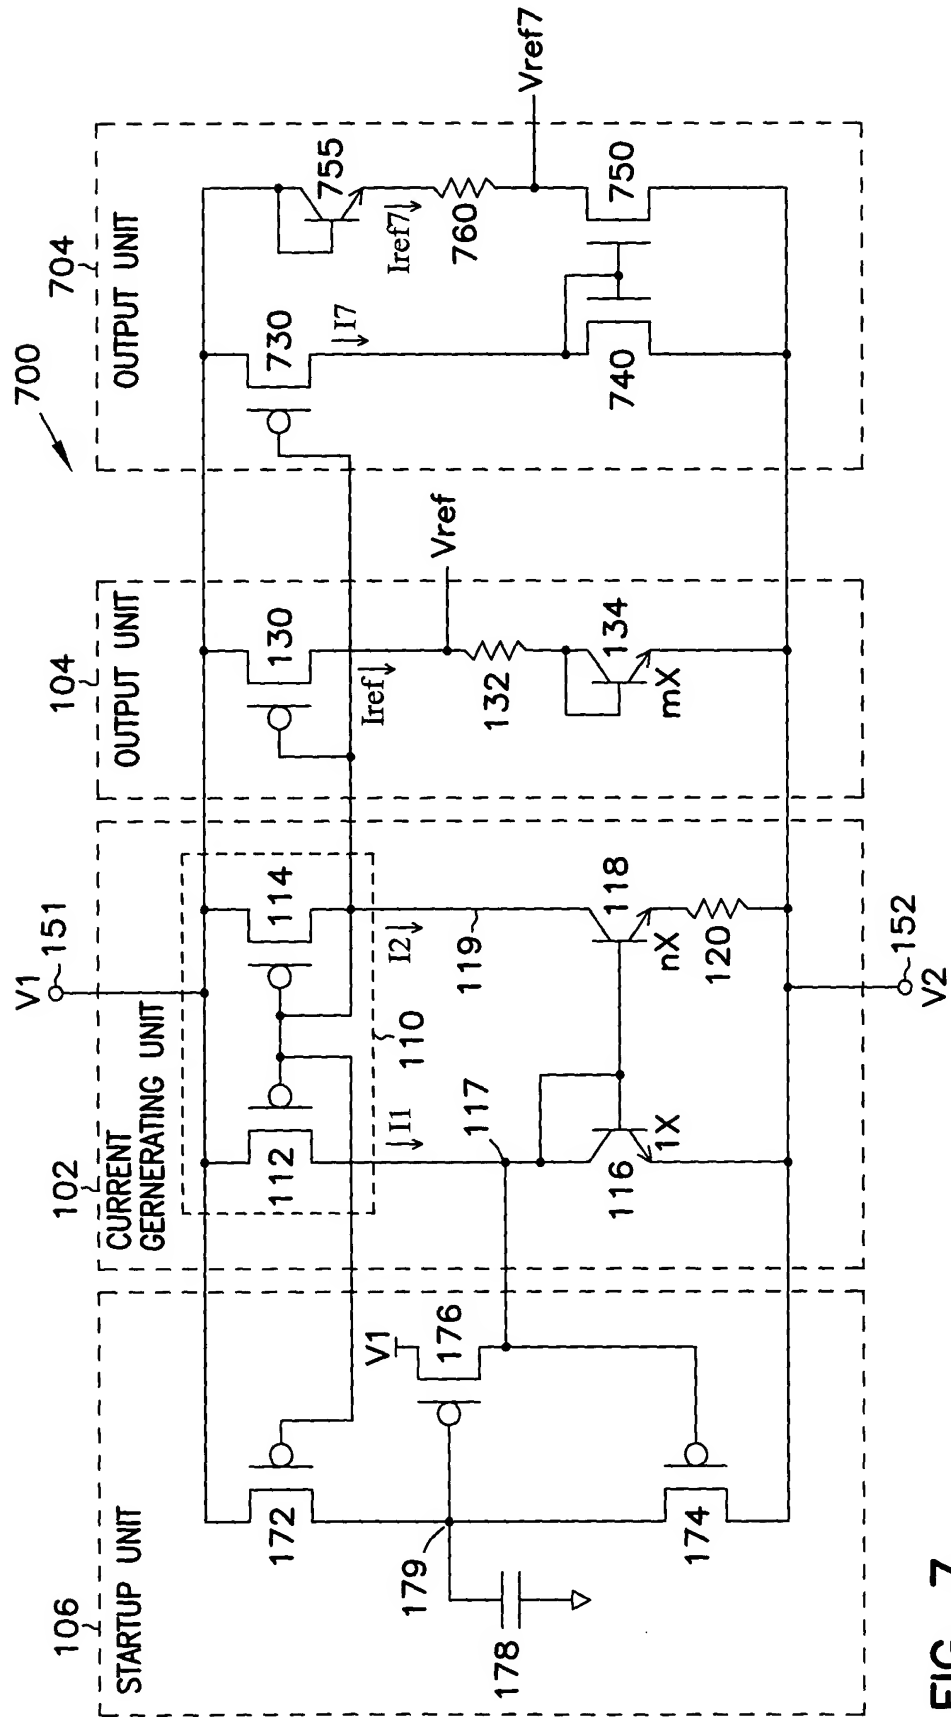 700
106
STARTUP UNIT
102
CURRENT
GERNERATING UNIT
V1
151
104
OUTPUT UNIT
704
OUTPUT UNIT
172
112
114
130
730
755
110
I1
I2
Iref
I7
Iref7
V1
176
179
117
119
Vref
760
Vref7
178
174
116
1X
118
nX
120
132
134
mX
740
750
V2
152
FIG. 7